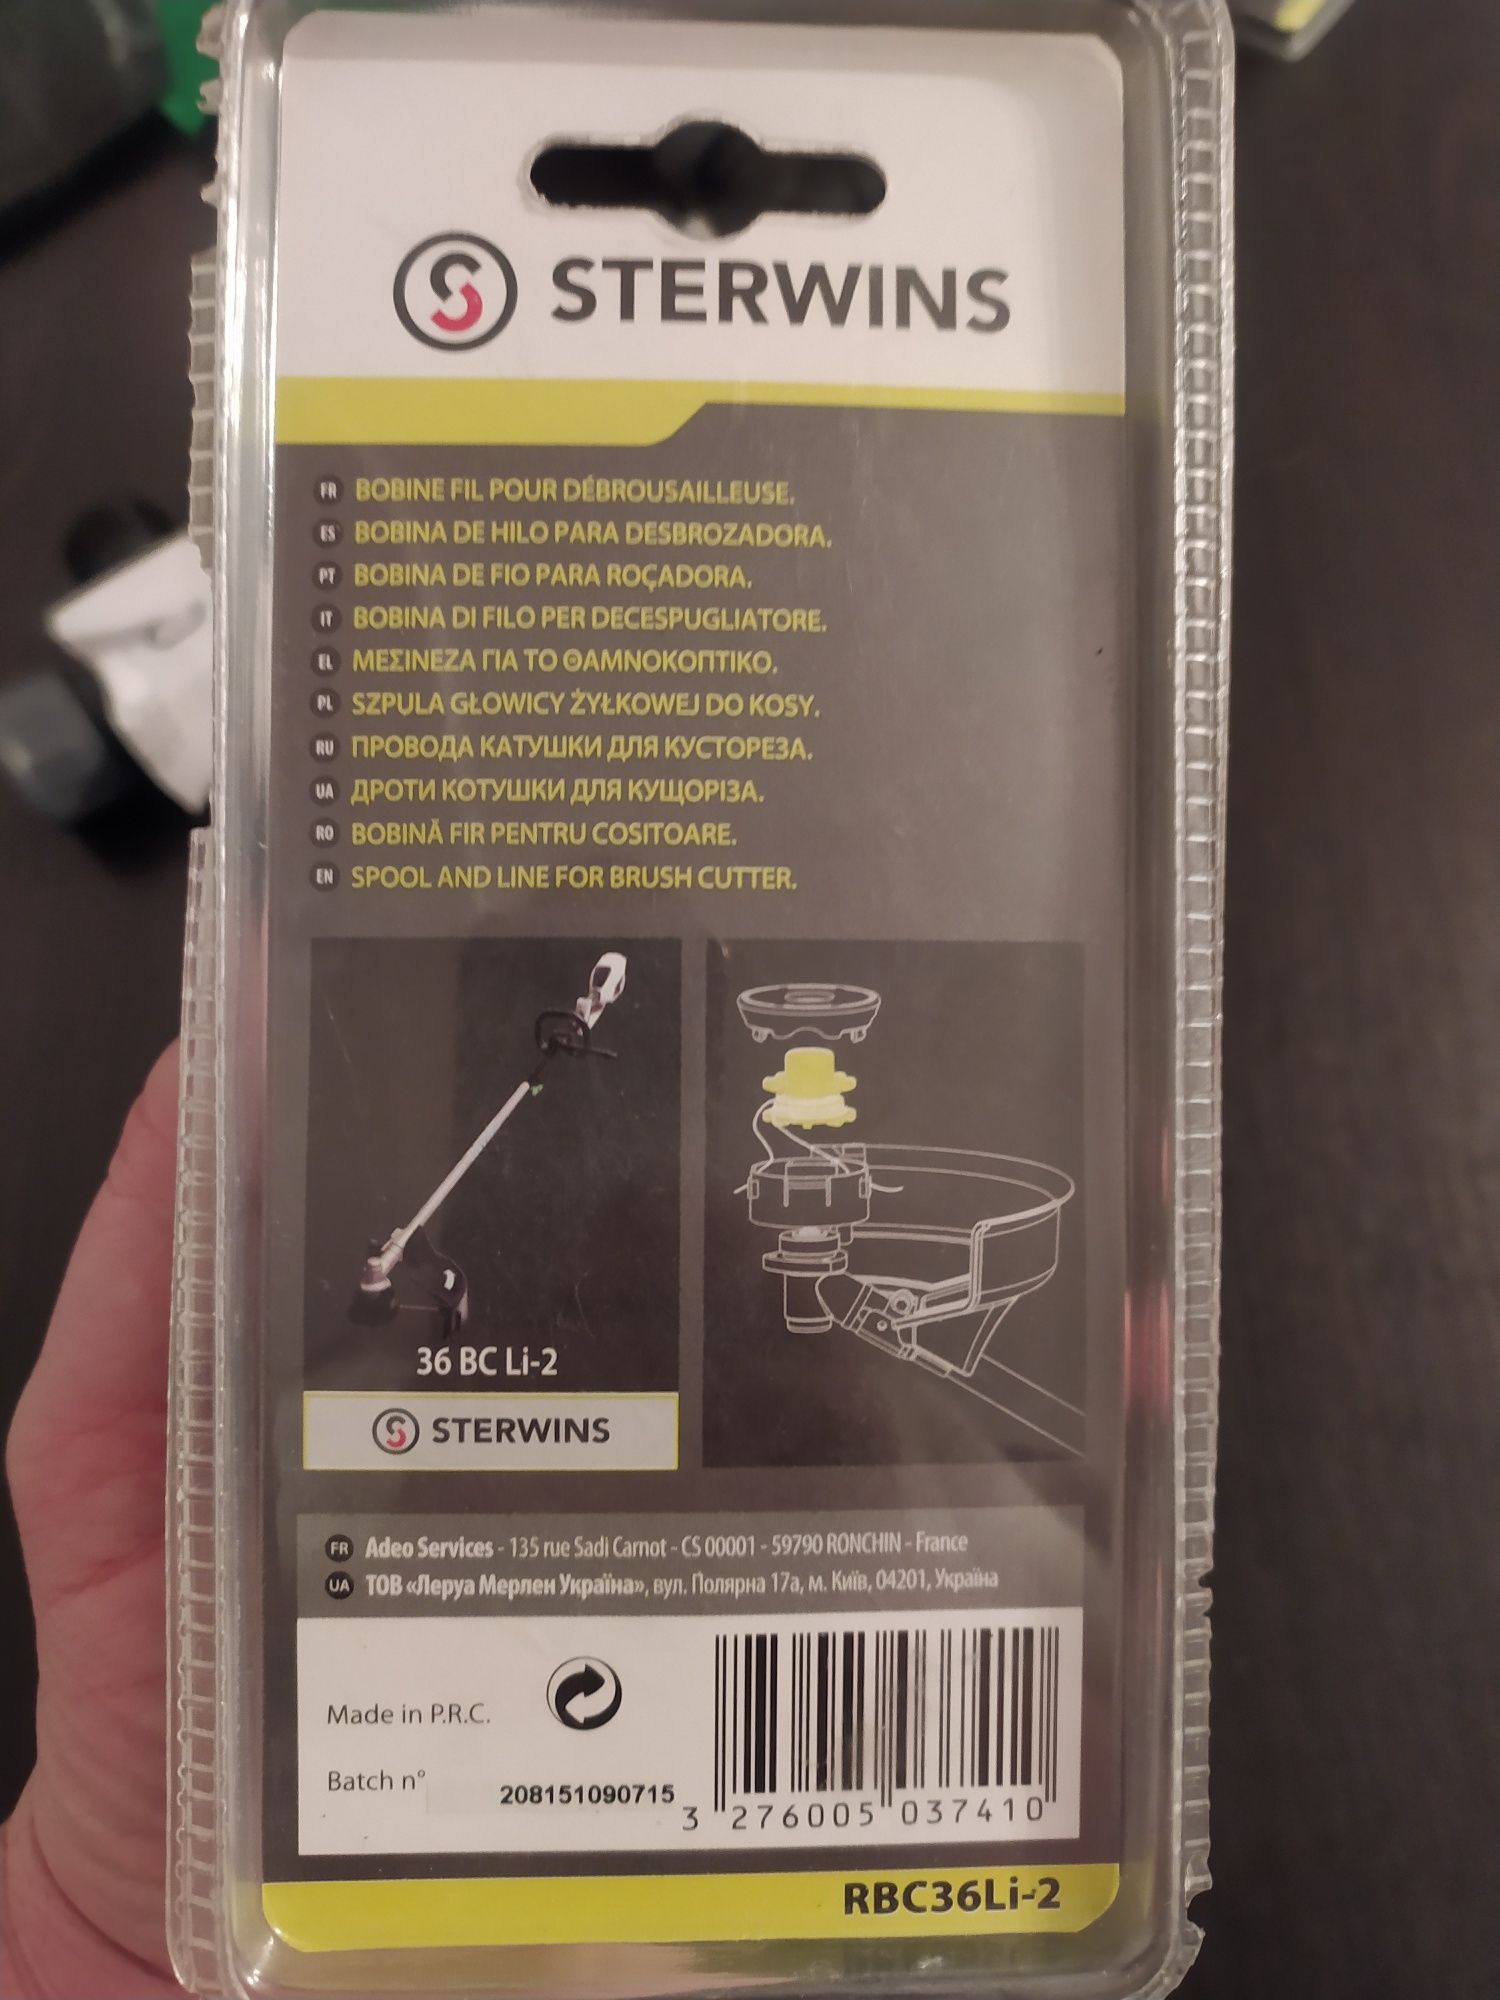 STERWINS
FR BOBINE FIL POUR DÉBROUSAILLEUSE.
ES BOBINA DE HILO PARA DESBROZADORA.
PT BOBINA DE FIO PARA ROÇADORA.
IT BOBINA DI FILO PER DECESPUGLIATORE.
EL ΜΕΣΙΝΕΖΑ ΓΙΑ ΤΟ ΘΑΜΝΟΚΟΠΤΙΚΟ.
PL SZPULA GŁOWICY ŻYŁKOWEJ DO KOSY.
RU ПРОВОДА КАТУШКИ ДЛЯ КУСТОРЕЗА.
UA ДРОТИ КОТУШКИ ДЛЯ КУЩОРІЗА.
RO BOBINĂ FIR PENTRU COSITOARE.
EN SPOOL AND LINE FOR BRUSH CUTTER.
36 BC Li-2
STERWINS
FR Adeo Services - 135 rue Sadi Carnot - CS 00001 - 59790 RONCHIN - France
UA ТОВ «Леруа Мерлен Україна», вул. Полярна 17а, м. Київ, 04201, Україна
Made in P.R.C.
Batch n° 208151090715
3 276005 037410
RBC36Li-2